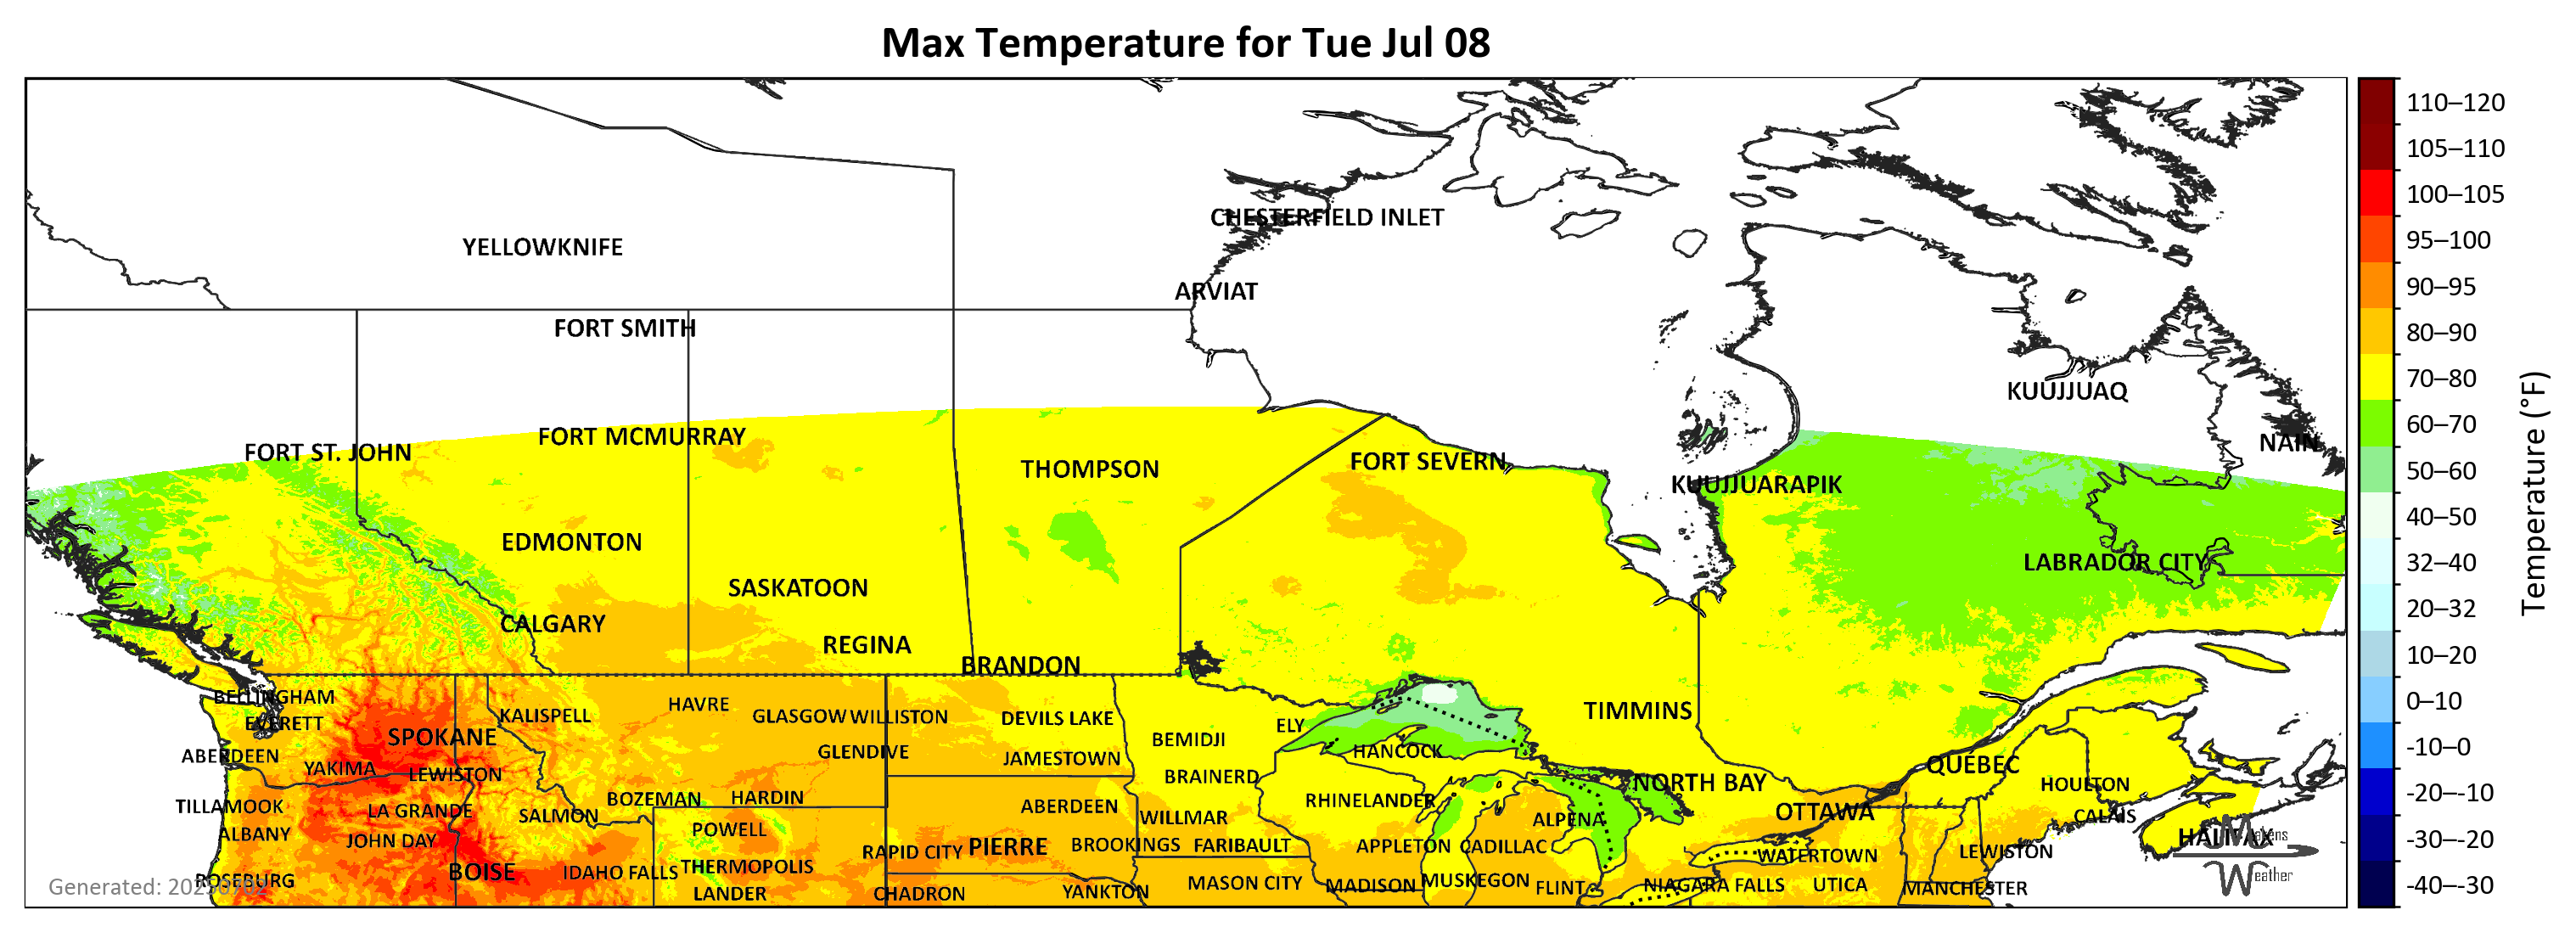 Max Temperature for Tue Jul 08
110–120
105–110
CHESTERFIELD INLET
100–105
YELLOWKNIFE
95–100
ARVIAT
90–95
FORT SMITH
80–90
70–80
KUUJJUAQ
60–70
FORT MCMURRAY
NAIN
FORT ST. JOHN
FORT SEVERN
THOMPSON
50–60
KUUJJUARAPIK
Temperature (°F)
40–50
EDMONTON
LABRADOR CITY
32–40
SASKATOON
20–32
CALGARY
REGINA
10–20
BRANDON
BELLINGHAM
HAVRE
0–10
KALISPELL
GLASGOW
WILLISTON
DEVILS LAKE
TIMMINS
EVERETT
ELY
SPOKANE
BEMIDJI
-10–0
ABERDEEN
GLENDIVE
JAMESTOWN
HANCOCK
QUÉBEC
YAKIMA
LEWISTON
BRAINERD
NORTH BAY
HOULTON
-20–-10
TILLAMOOK
LA GRANDE
SALMON
BOZEMAN
HARDIN
ABERDEEN
WILLMAR
RHINELANDER
ALPENA
OTTAWA
CALAIS
ALBANY
JOHN DAY
POWELL
RAPID CITY
PIERRE
BROOKINGS
FARIBAULT
APPLETON
CADILLAC
WATERTOWN
LEWISTON
HALIFAX
Makens
Weather
-30–-20
ROSEBURG
BOISE
IDAHO FALLS
THERMOPOLIS
LANDER
CHADRON
YANKTON
MASON CITY
MADISON
MUSKEGON
FLINT
NIAGARA FALLS
UTICA
MANCHESTER
-40–-30
Generated: 20250702